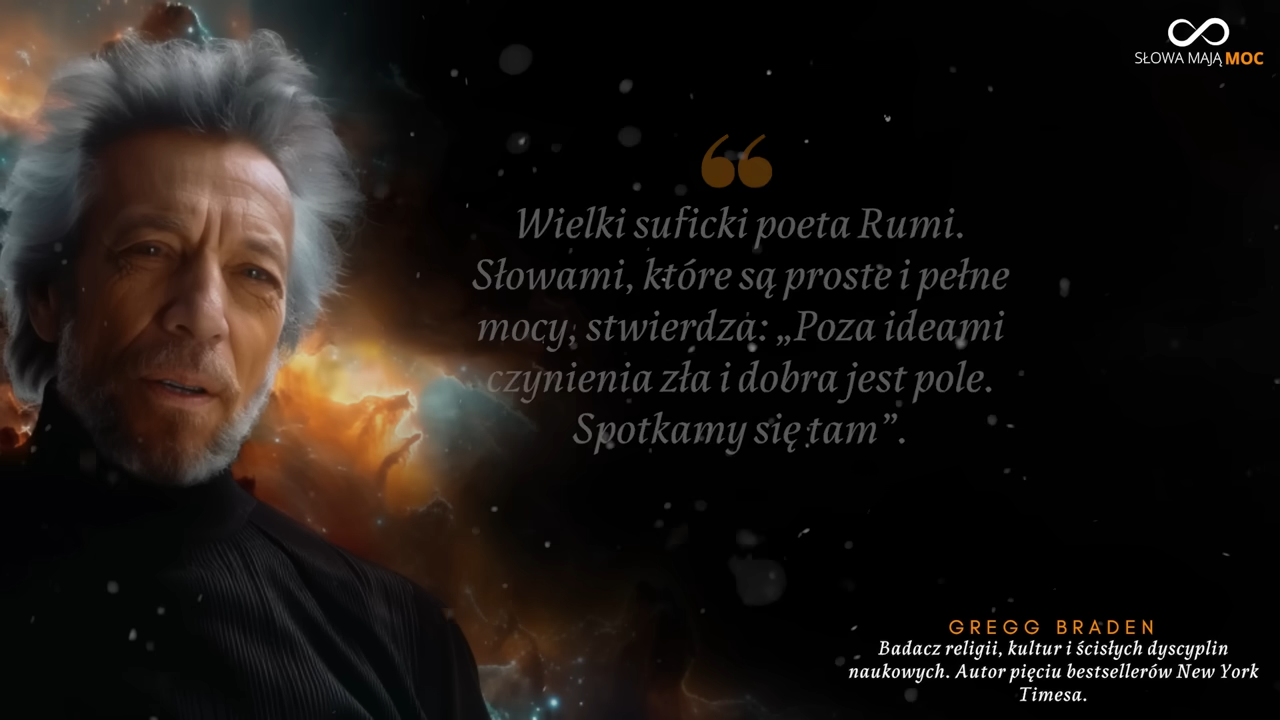 SŁOWA MAJĄ MOC
Wielki suficki poeta Rumi.
Słowami, które są proste i pełne
mocy, stwierdza: „Poza ideami
czynienia zła i dobra jest pole.
Spotkamy się tam”.
GREGG BRADEN
Badacz religii, kultur i ścisłych dyscyplin
naukowych. Autor pięciu bestsellerów New York
Timesa.